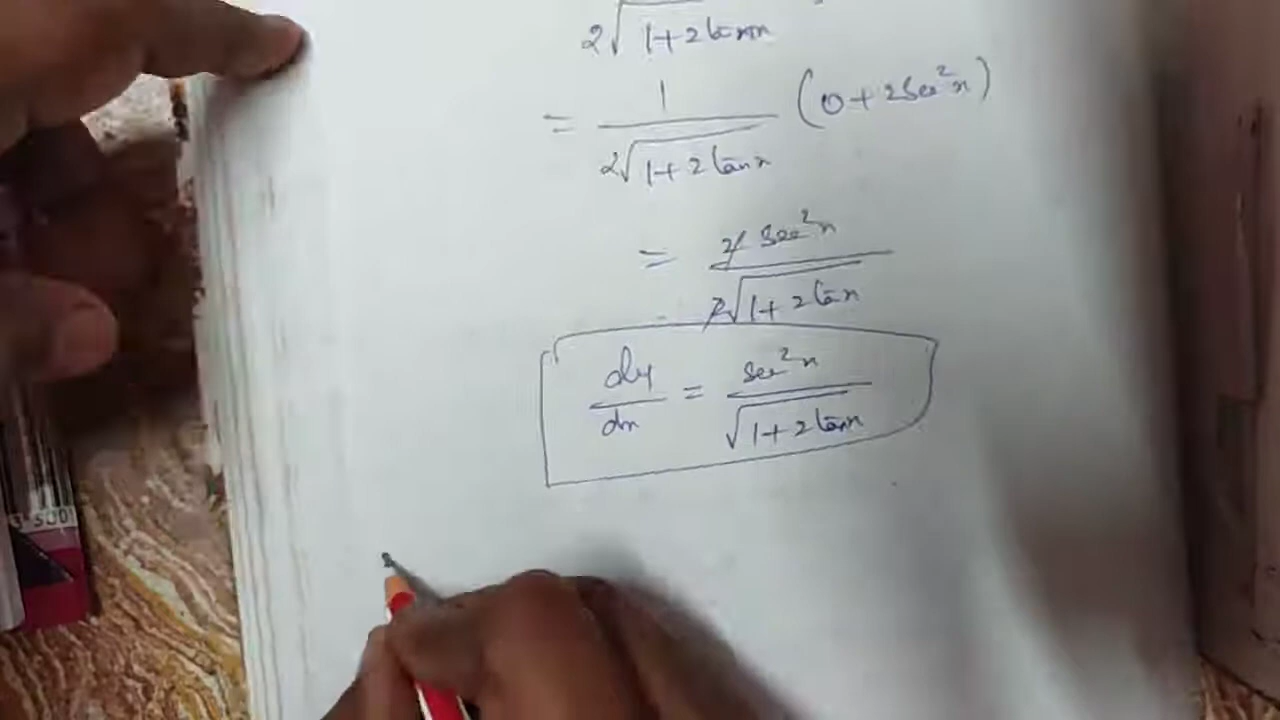 2√1+2tanx
= 1/2√1+2tanx (0+2sec²x)
= 2sec²x/2√1+2tanx
dy/dx = sec²x/√1+2tanx